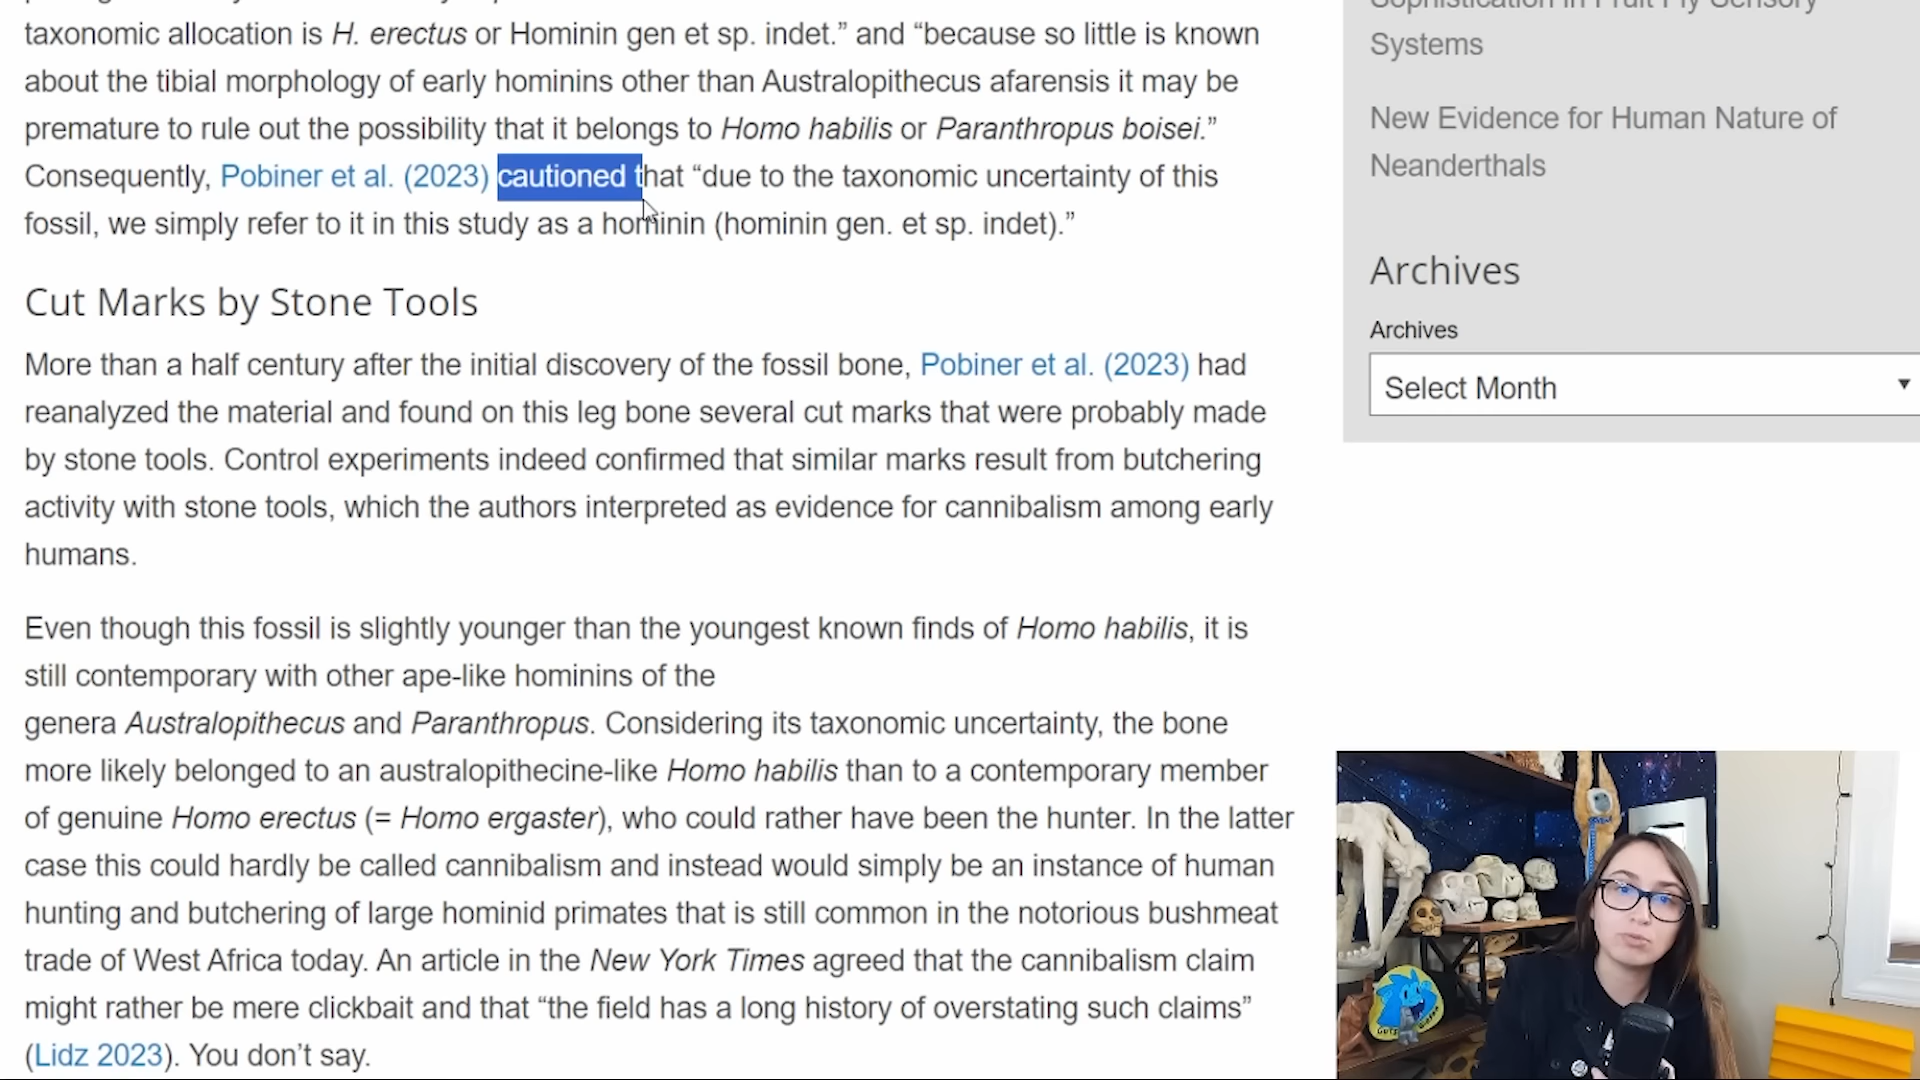 taxonomic allocation is H. erectus or Hominin gen et sp. indet.” and “because so little is known
about the tibial morphology of early hominins other than Australopithecus afarensis it may be
premature to rule out the possibility that it belongs to Homo habilis or Paranthropus boisei.”
Consequently, Pobiner et al. (2023) cautioned that “due to the taxonomic uncertainty of this
fossil, we simply refer to it in this study as a hominin (hominin gen. et sp. indet).”
Cut Marks by Stone Tools
More than a half century after the initial discovery of the fossil bone, Pobiner et al. (2023) had
reanalyzed the material and found on this leg bone several cut marks that were probably made
by stone tools. Control experiments indeed confirmed that similar marks result from butchering
activity with stone tools, which the authors interpreted as evidence for cannibalism among early
humans.
Even though this fossil is slightly younger than the youngest known finds of Homo habilis, it is
still contemporary with other ape-like hominins of the
genera Australopithecus and Paranthropus. Considering its taxonomic uncertainty, the bone
more likely belonged to an australopithecine-like Homo habilis than to a contemporary member
of genuine Homo erectus (= Homo ergaster), who could rather have been the hunter. In the latter
case this could hardly be called cannibalism and instead would simply be an instance of human
hunting and butchering of large hominid primates that is still common in the notorious bushmeat
trade of West Africa today. An article in the New York Times agreed that the cannibalism claim
might rather be mere clickbait and that “the field has a long history of overstating such claims”
(Lidz 2023). You don’t say.
Sophistication in Fruit Fly Sensory
Systems
New Evidence for Human Nature of
Neanderthals
Archives
Archives
Select Month